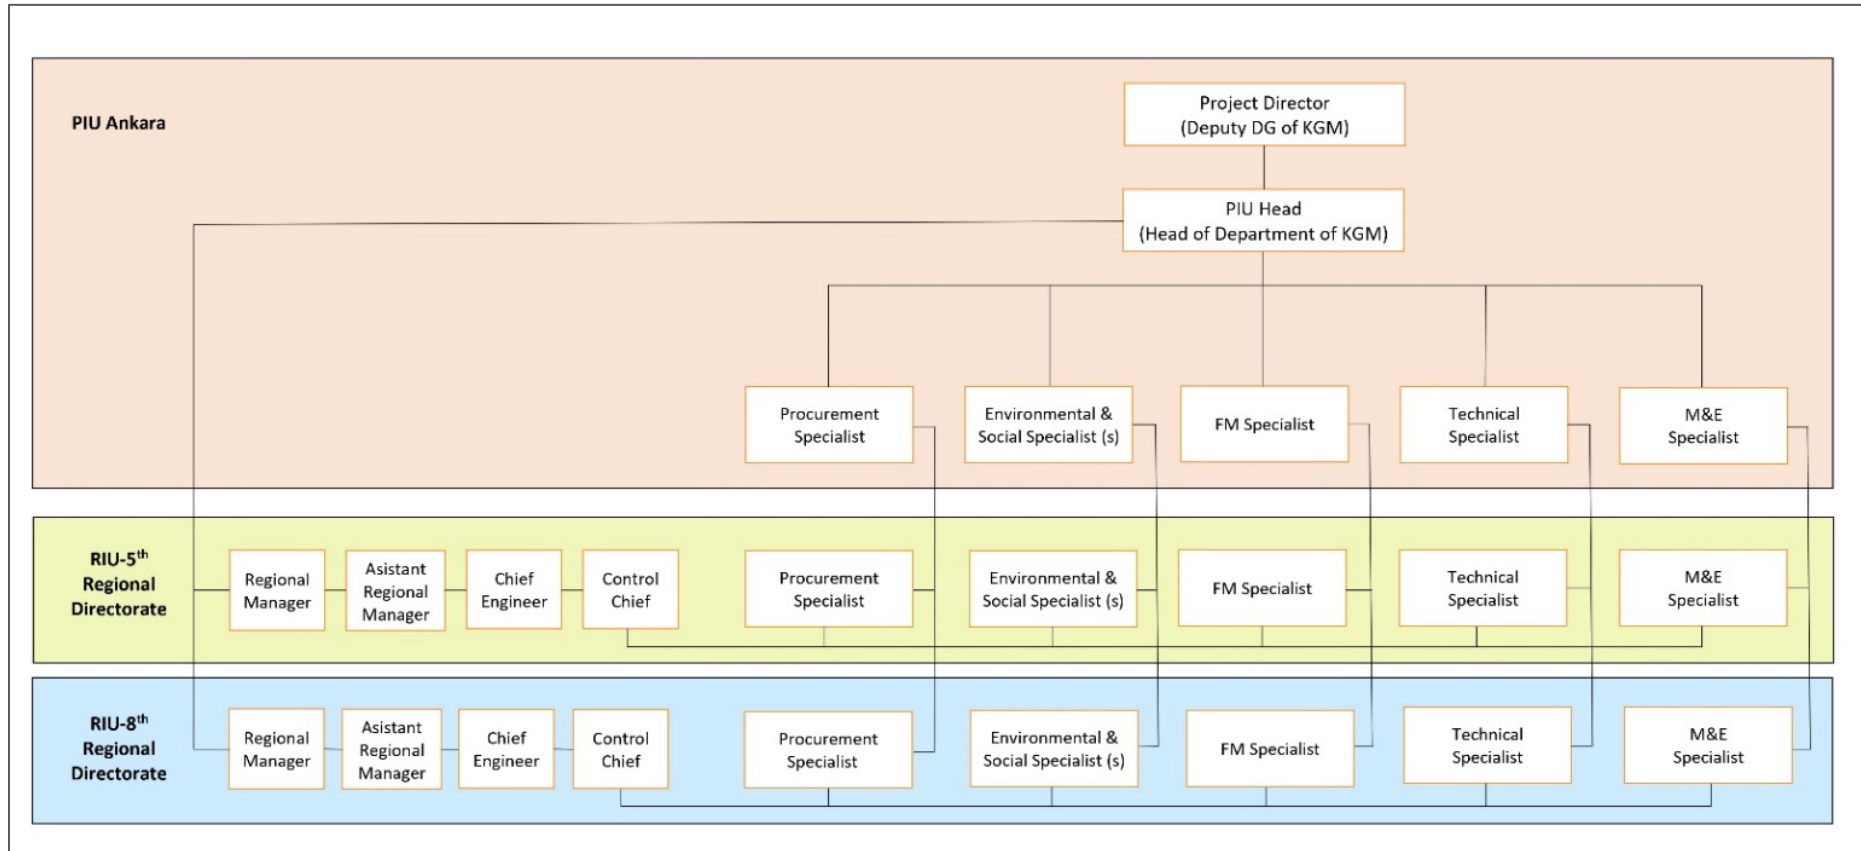 PIU Ankara
Project Director
(Deputy DG of KGM)
PIU Head
(Head of Department of KGM)
Procurement
Specialist
Environmental &
Social Specialist (s)
FM Specialist
Technical
Specialist
M&E
Specialist
RIU-5th
Regional
Directorate
Regional
Manager
Asistant
Regional
Manager
Chief
Engineer
Control
Chief
Procurement
Specialist
Environmental &
Social Specialist (s)
FM Specialist
Technical
Specialist
M&E
Specialist
RIU-8th
Regional
Directorate
Regional
Manager
Asistant
Regional
Manager
Chief
Engineer
Control
Chief
Procurement
Specialist
Environmental &
Social Specialist (s)
FM Specialist
Technical
Specialist
M&E
Specialist